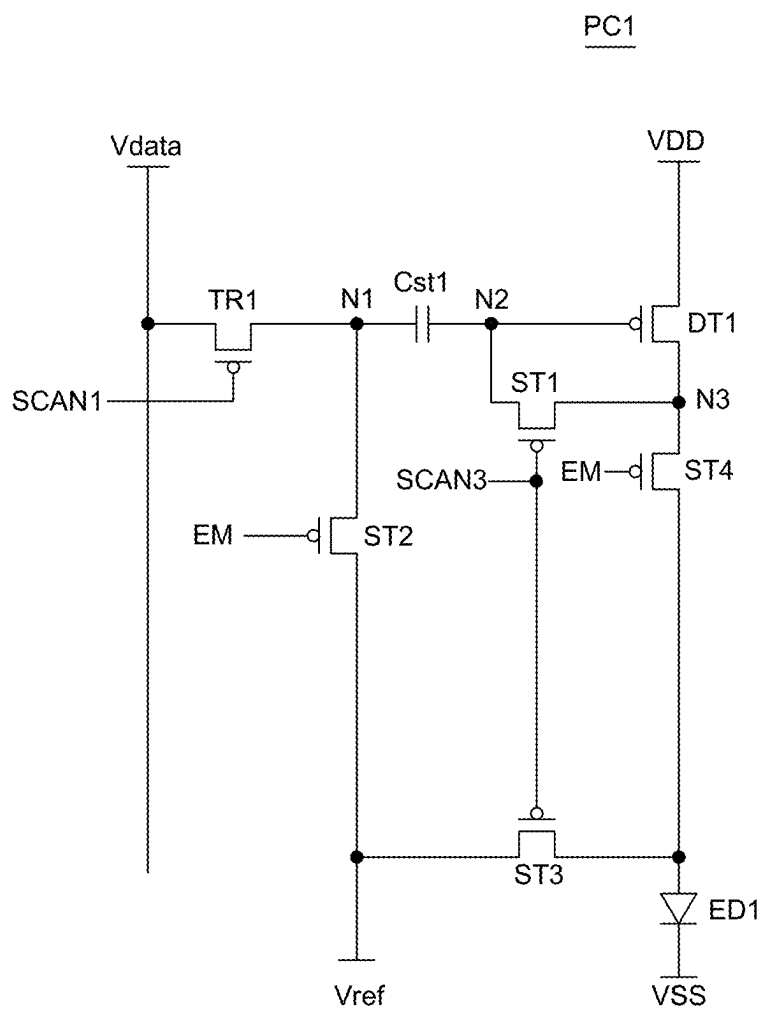 PC1
Vdata
VDD
TR1
N1
Cst1
N2
DT1
SCAN1
ST1
N3
SCAN3
EM
ST4
EM
ST2
ST3
ED1
Vref
VSS